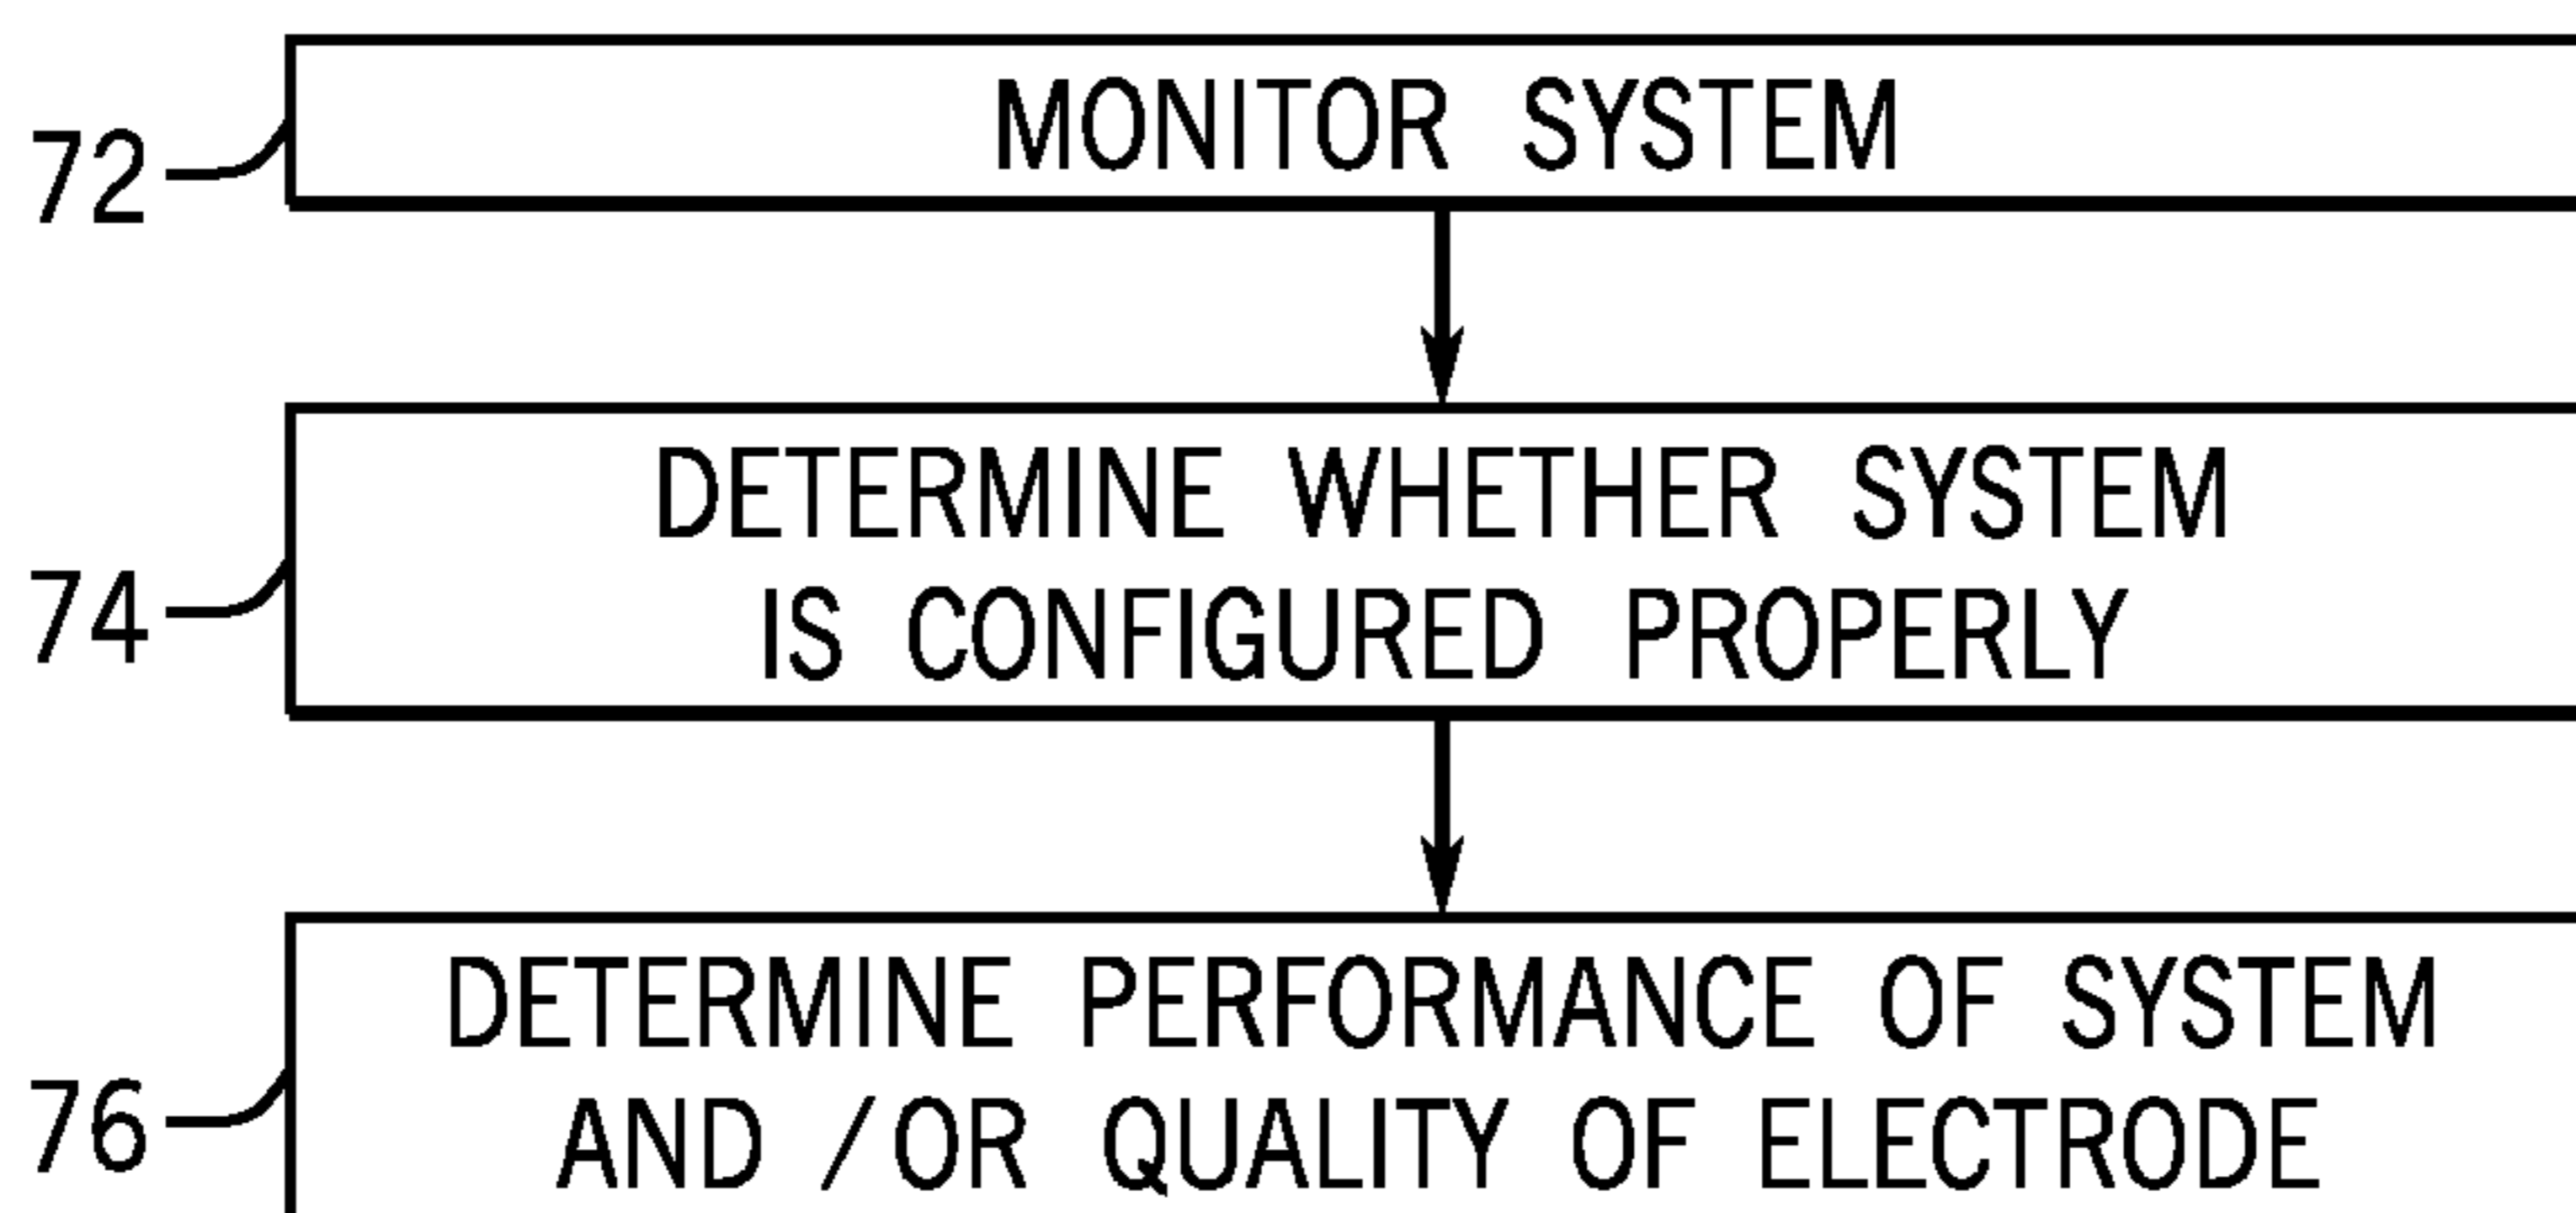 72
MONITOR SYSTEM
74
DETERMINE WHETHER SYSTEM
IS CONFIGURED PROPERLY
76
DETERMINE PERFORMANCE OF SYSTEM
AND /OR QUALITY OF ELECTRODE